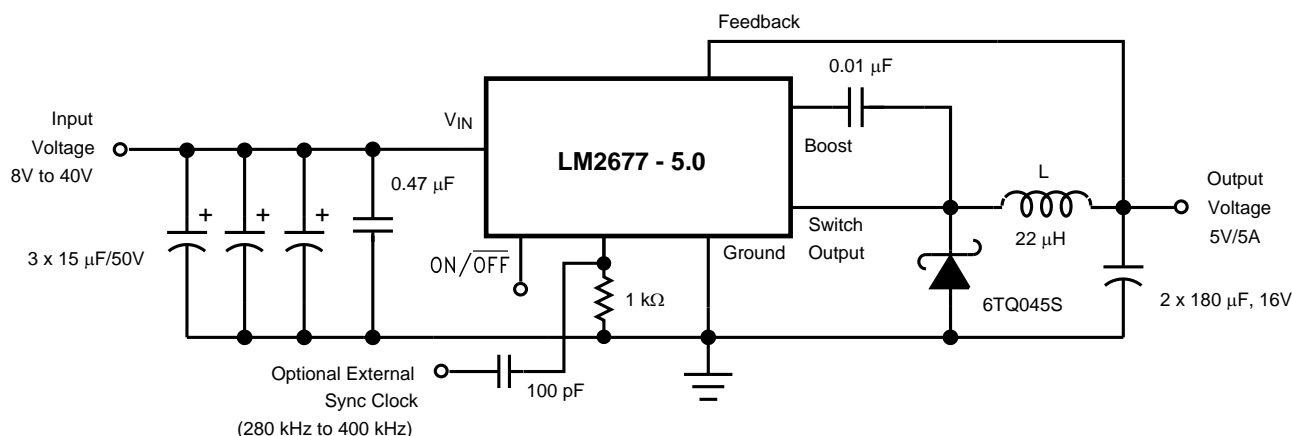 Feedback
0.01 μF
Input
Voltage
8V to 40V
VIN
LM2677 - 5.0
Boost
0.47 μF
L
Output
Voltage
5V/5A
Switch
Output
22 μH
3 x 15 μF/50V
ON/O̅F̅F̅
Ground
1 kΩ
6TQ045S
2 x 180 μF, 16V
Optional External
Sync Clock
(280 kHz to 400 kHz)
100 pF
+
+
+